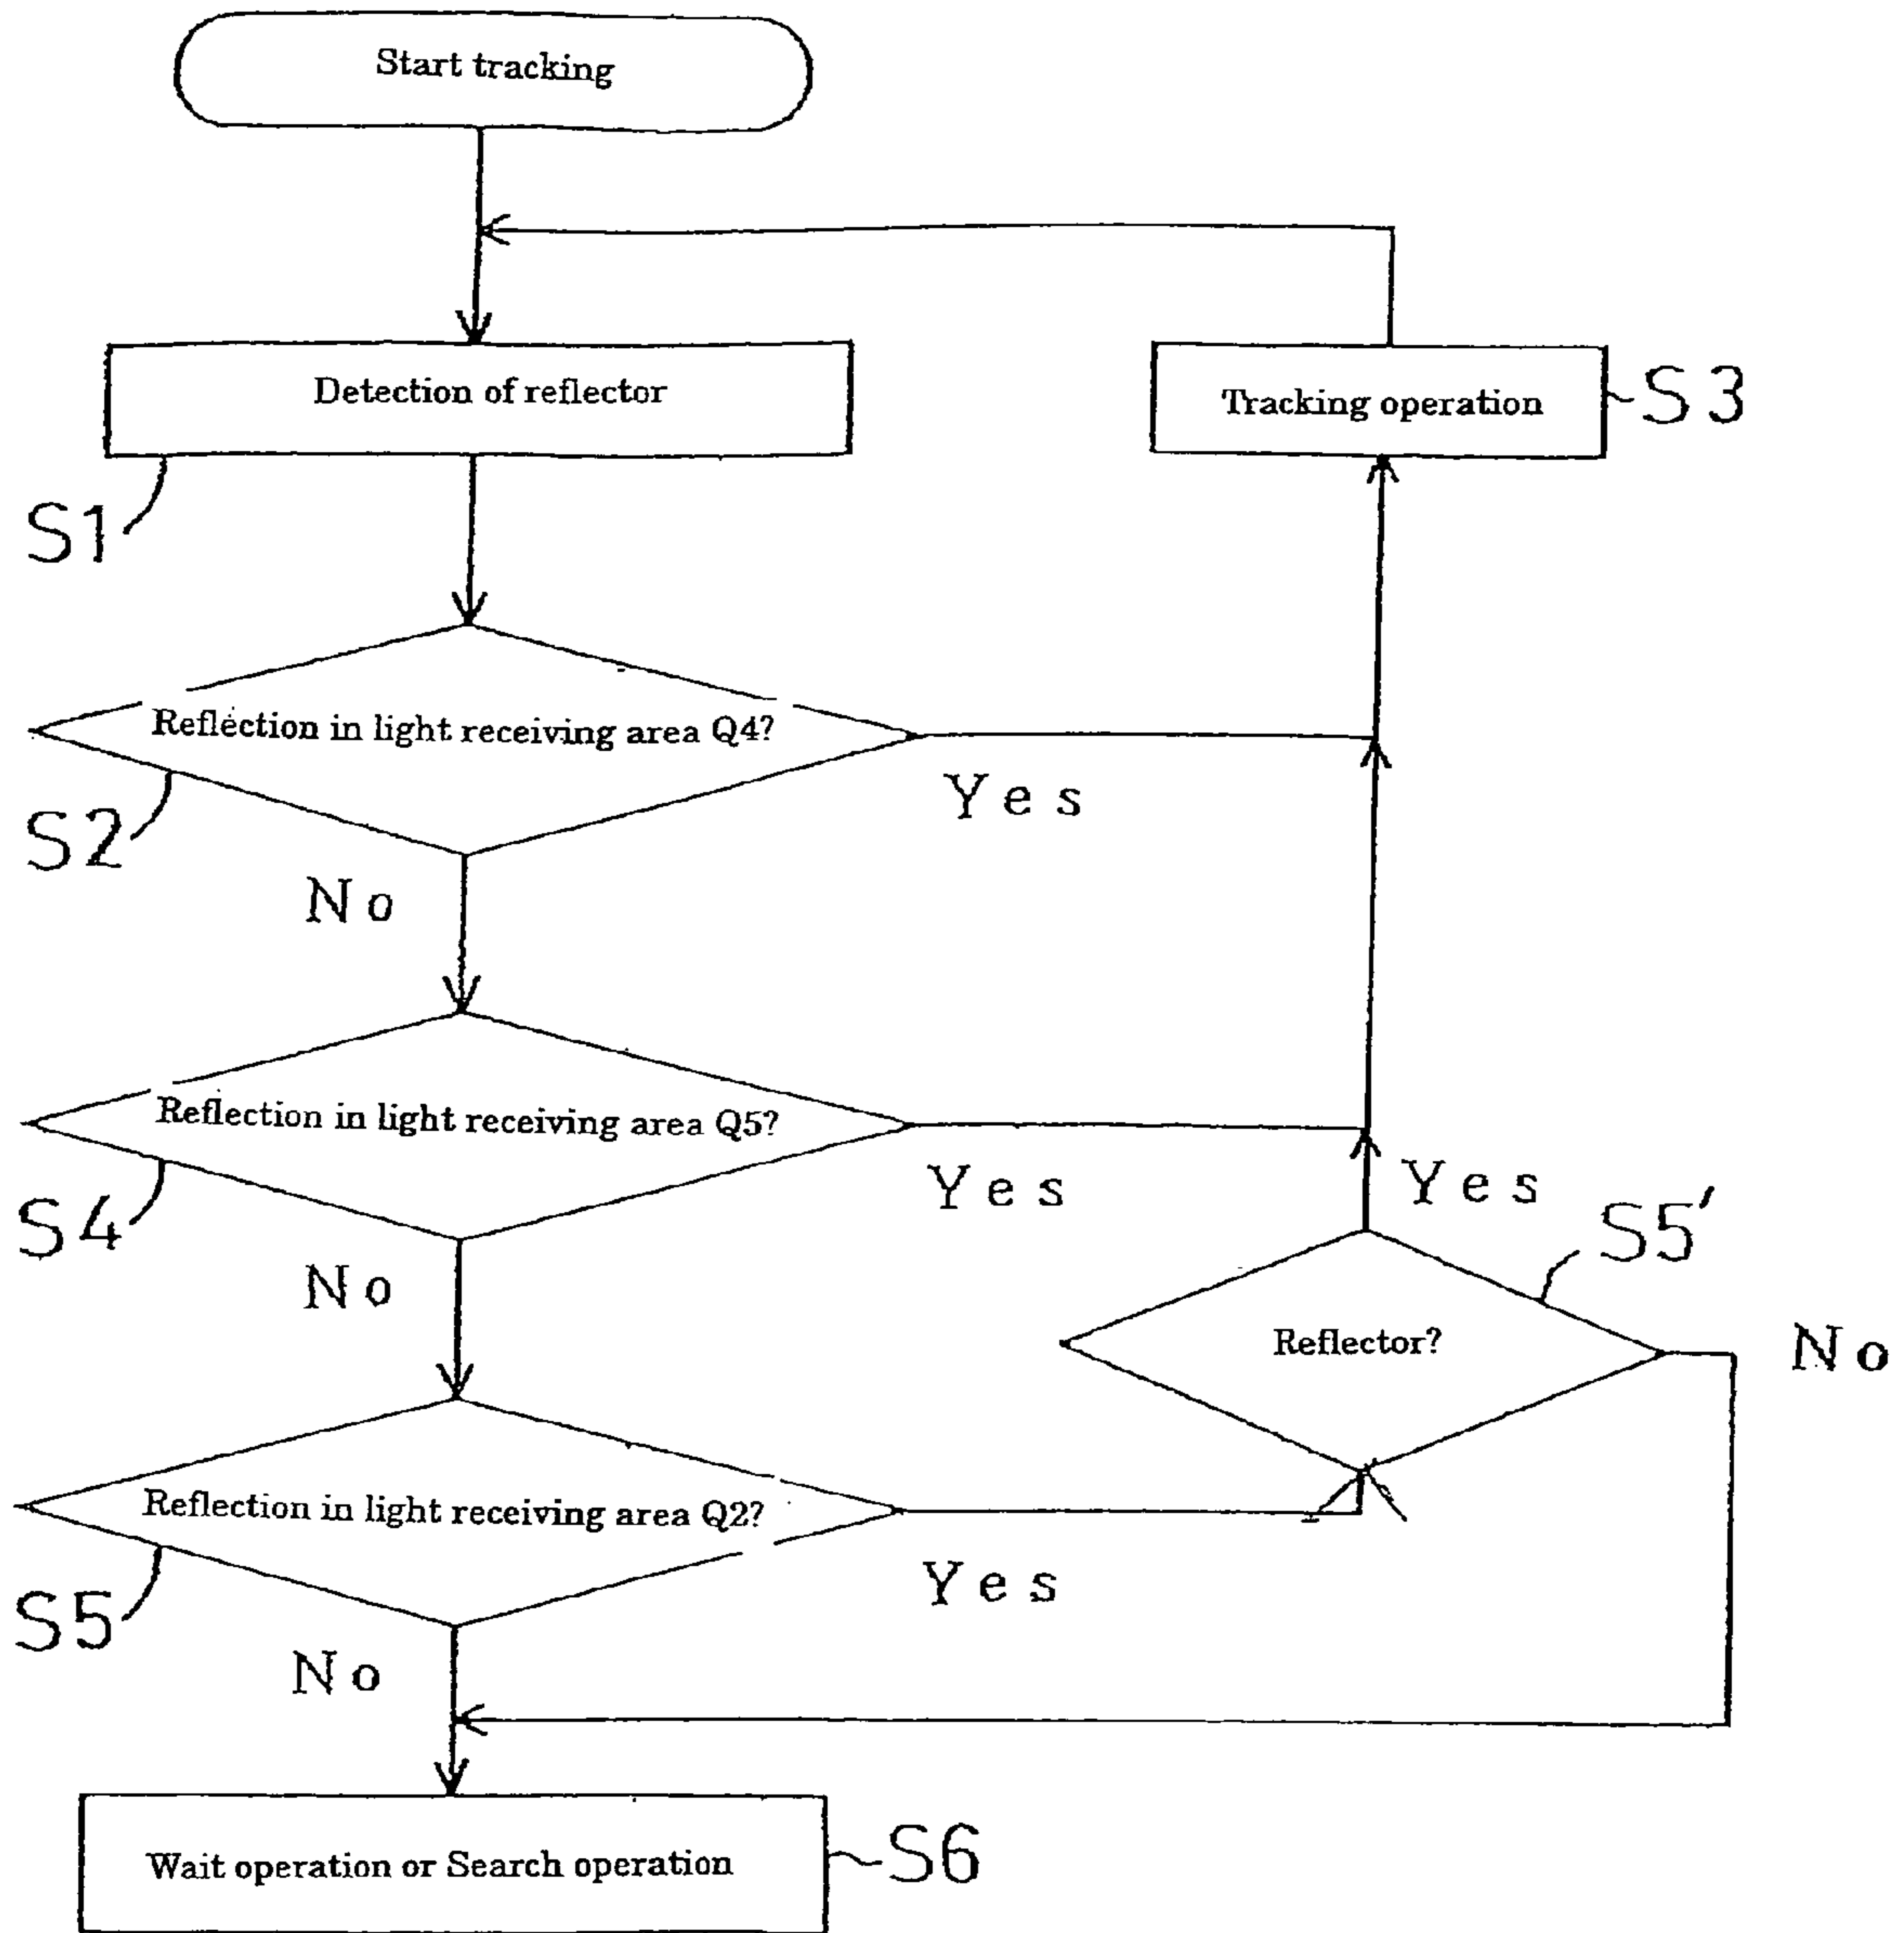 Start tracking
Detection of reflector
S1
Tracking operation
S3
Reflection in light receiving area Q4?
S2
Yes
No
Reflection in light receiving area Q5?
S4
Yes
No
Yes
S5′
Reflector?
No
Reflection in light receiving area Q2?
S5
Yes
No
Wait operation or Search operation
S6